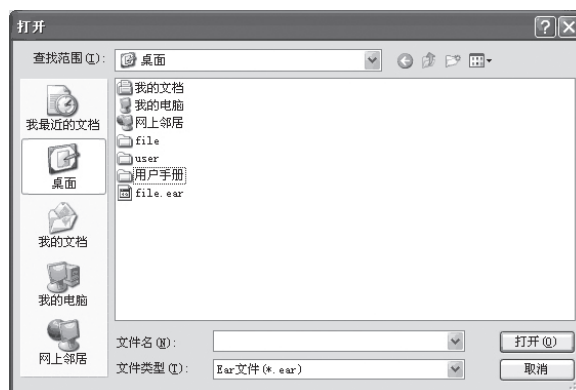 打开
查找范围(I):
桌面
我最近的文档
桌面
我的文档
我的电脑
网上邻居
我的文档
我的电脑
网上邻居
file
user
用户手册
file.ear
文件名(N):
打开(O)
文件类型(T):
Ear文件(*.ear)
取消